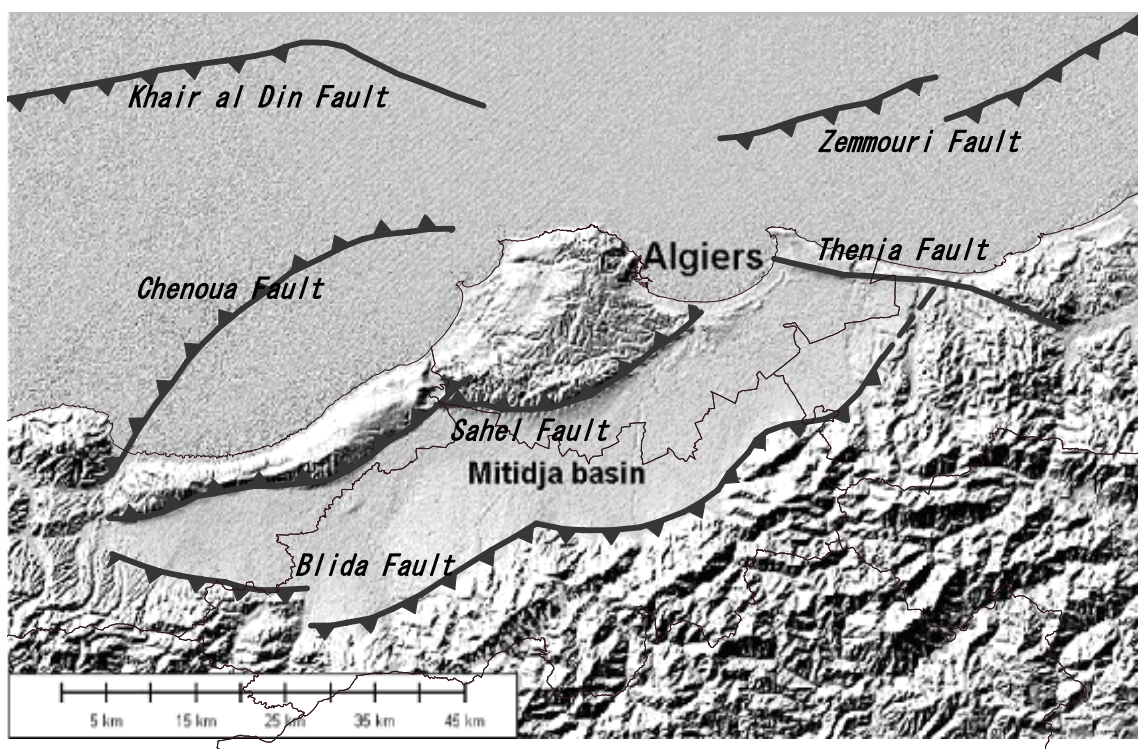 Khair al Din Fault
Zemmouri Fault
Algiers
Thenia Fault
Chenoua Fault
Sahel Fault
Mitidja basin
Blida Fault
5 km 15 km 25 km 35 km 45 km